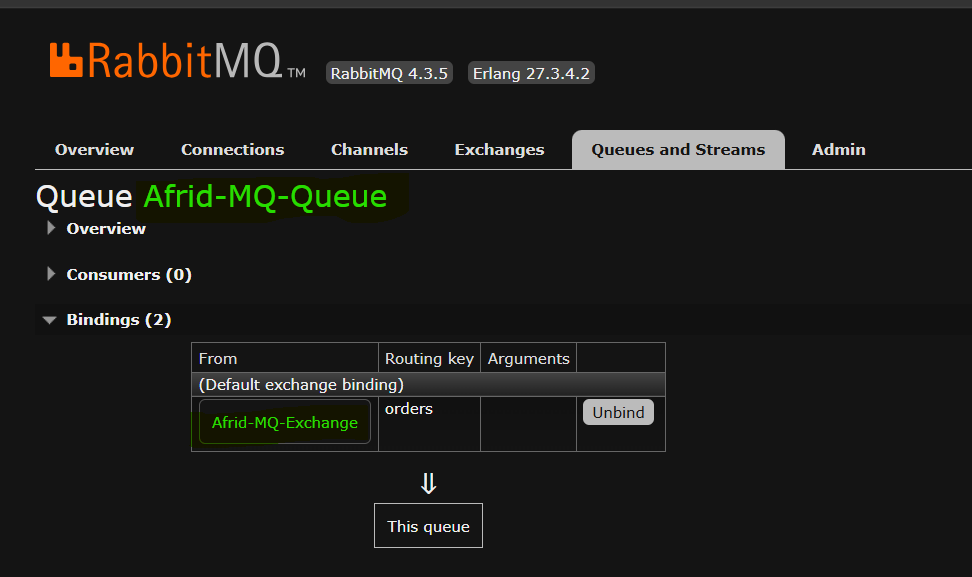 RabbitMQ TM RabbitMQ 4.3.5 Erlang 27.3.4.2
Overview Connections Channels Exchanges Queues and Streams Admin
Queue Afrid-MQ-Queue
Overview
Consumers (0)
Bindings (2)
From Routing key Arguments
(Default exchange binding)
Afrid-MQ-Exchange orders Unbind
⇓
This queue